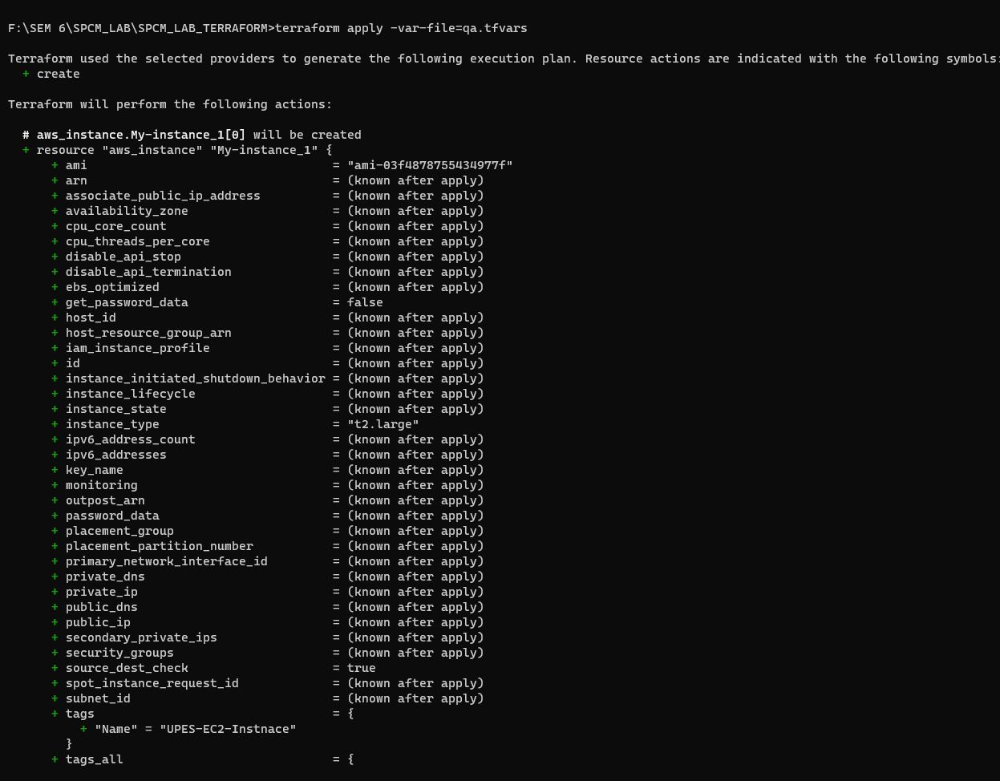 F:\SEM 6\SPCM_LAB\SPCM_LAB_TERRAFORM>terraform apply -var-file=qa.tfvars
Terraform used the selected providers to generate the following execution plan. Resource actions are indicated with the following symbols:
+ create
Terraform will perform the following actions:
# aws_instance.My-instance_1[0] will be created
+ resource "aws_instance" "My-instance_1" {
+ ami = "ami-03f4878755434977f"
+ arn = (known after apply)
+ associate_public_ip_address = (known after apply)
+ availability_zone = (known after apply)
+ cpu_core_count = (known after apply)
+ cpu_threads_per_core = (known after apply)
+ disable_api_stop = (known after apply)
+ disable_api_termination = (known after apply)
+ ebs_optimized = (known after apply)
+ get_password_data = false
+ host_id = (known after apply)
+ host_resource_group_arn = (known after apply)
+ iam_instance_profile = (known after apply)
+ id = (known after apply)
+ instance_initiated_shutdown_behavior = (known after apply)
+ instance_lifecycle = (known after apply)
+ instance_state = (known after apply)
+ instance_type = "t2.large"
+ ipv6_address_count = (known after apply)
+ ipv6_addresses = (known after apply)
+ key_name = (known after apply)
+ monitoring = (known after apply)
+ outpost_arn = (known after apply)
+ password_data = (known after apply)
+ placement_group = (known after apply)
+ placement_partition_number = (known after apply)
+ primary_network_interface_id = (known after apply)
+ private_dns = (known after apply)
+ private_ip = (known after apply)
+ public_dns = (known after apply)
+ public_ip = (known after apply)
+ secondary_private_ips = (known after apply)
+ security_groups = (known after apply)
+ source_dest_check = true
+ spot_instance_request_id = (known after apply)
+ subnet_id = (known after apply)
+ tags = {
+ "Name" = "UPES-EC2-Instnace"
}
+ tags_all = {